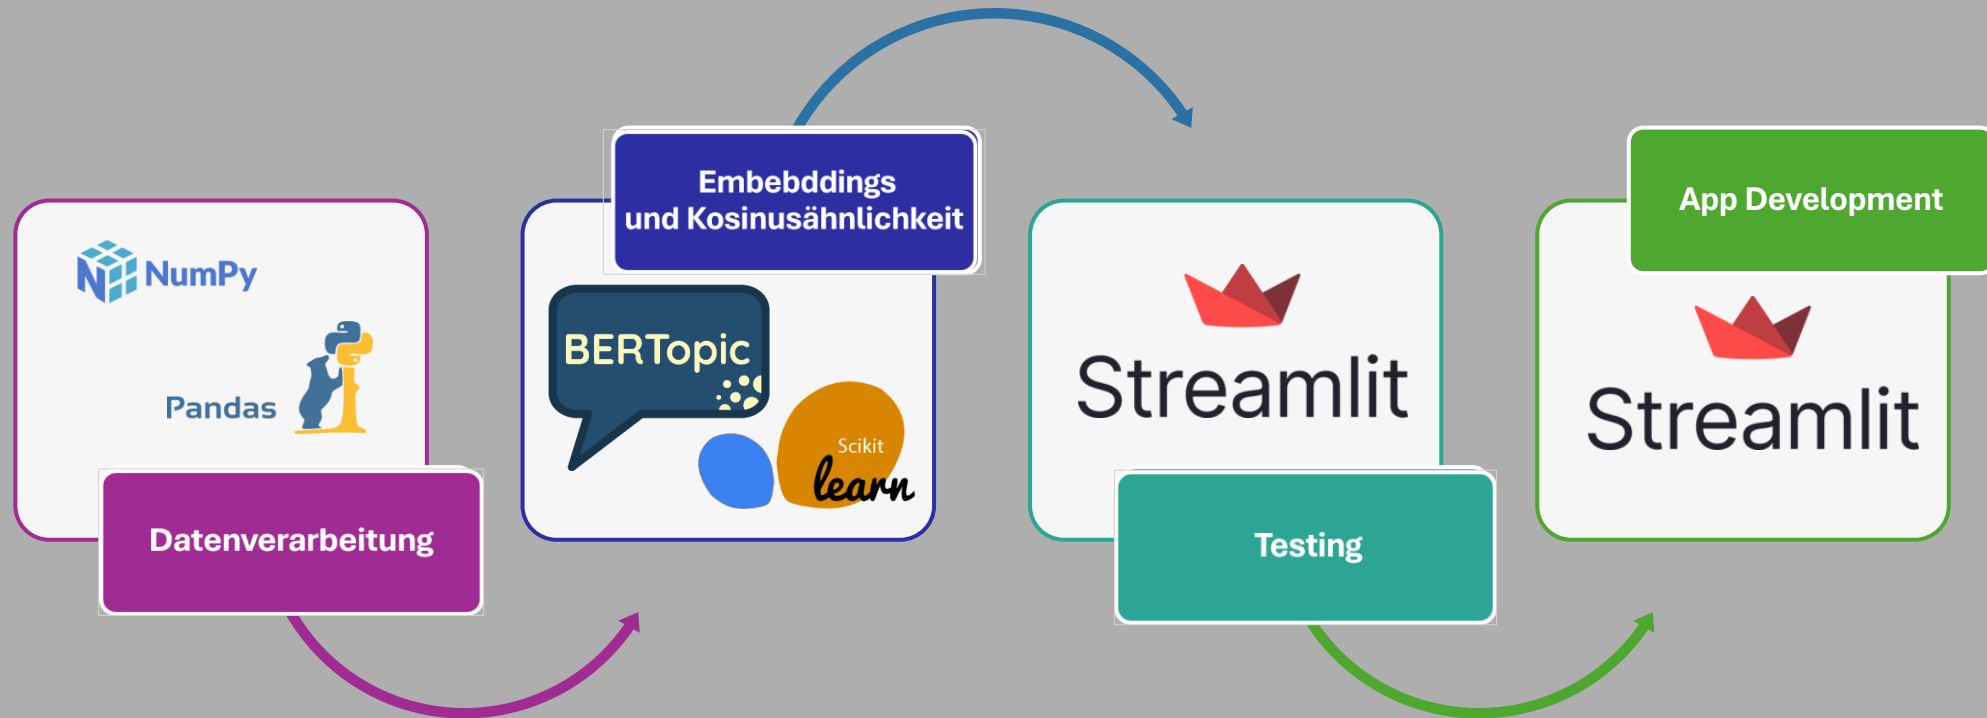 NumPy
Pandas
Datenverarbeitung
Embebddings
und Kosinusähnlichkeit
BERTopic
Scikit
learn
Streamlit
Testing
App Development
Streamlit